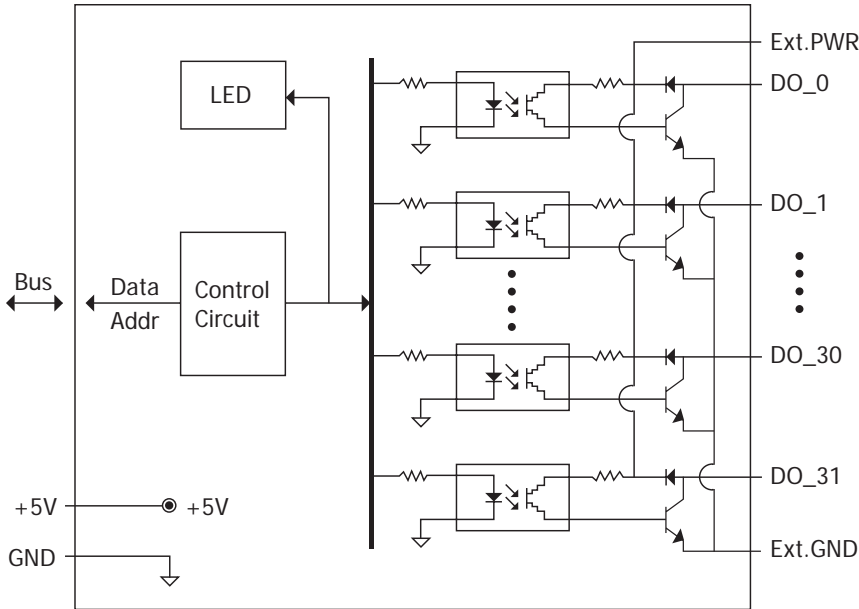 Ext.PWR
LED
DO_0
DO_1
Bus
Data
Addr
Control
Circuit
DO_30
DO_31
+5V
+5V
GND
Ext.GND